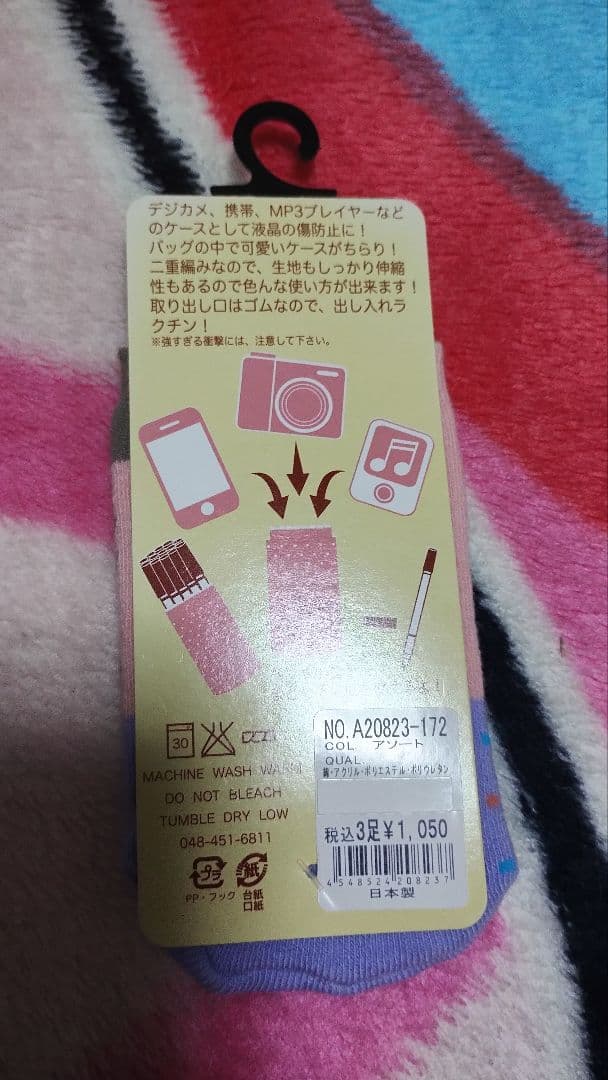 デジカメ、携帯、MP3プレイヤーなど
のケースとして液晶の傷防止に！
バッグの中で可愛いケースがちらり！
二重編みなので、生地もしっかり伸縮
性もあるので色んな使い方が出来ます！
取り出し口はゴムなので、出し入れラ
クチン！
※強すぎる衝撃には、注意して下さい。
30
MACHINE WASH WARM
DO NOT BLEACH
TUMBLE DRY LOW
048-451-6811
プラ
紙
PP・フック
台紙
口紙
NO.A20823-172
COL アソート
QUAL.
綿・アクリル・ポリエステル・ポリウレタン
税込3足¥1,050
4548524208237
日本製